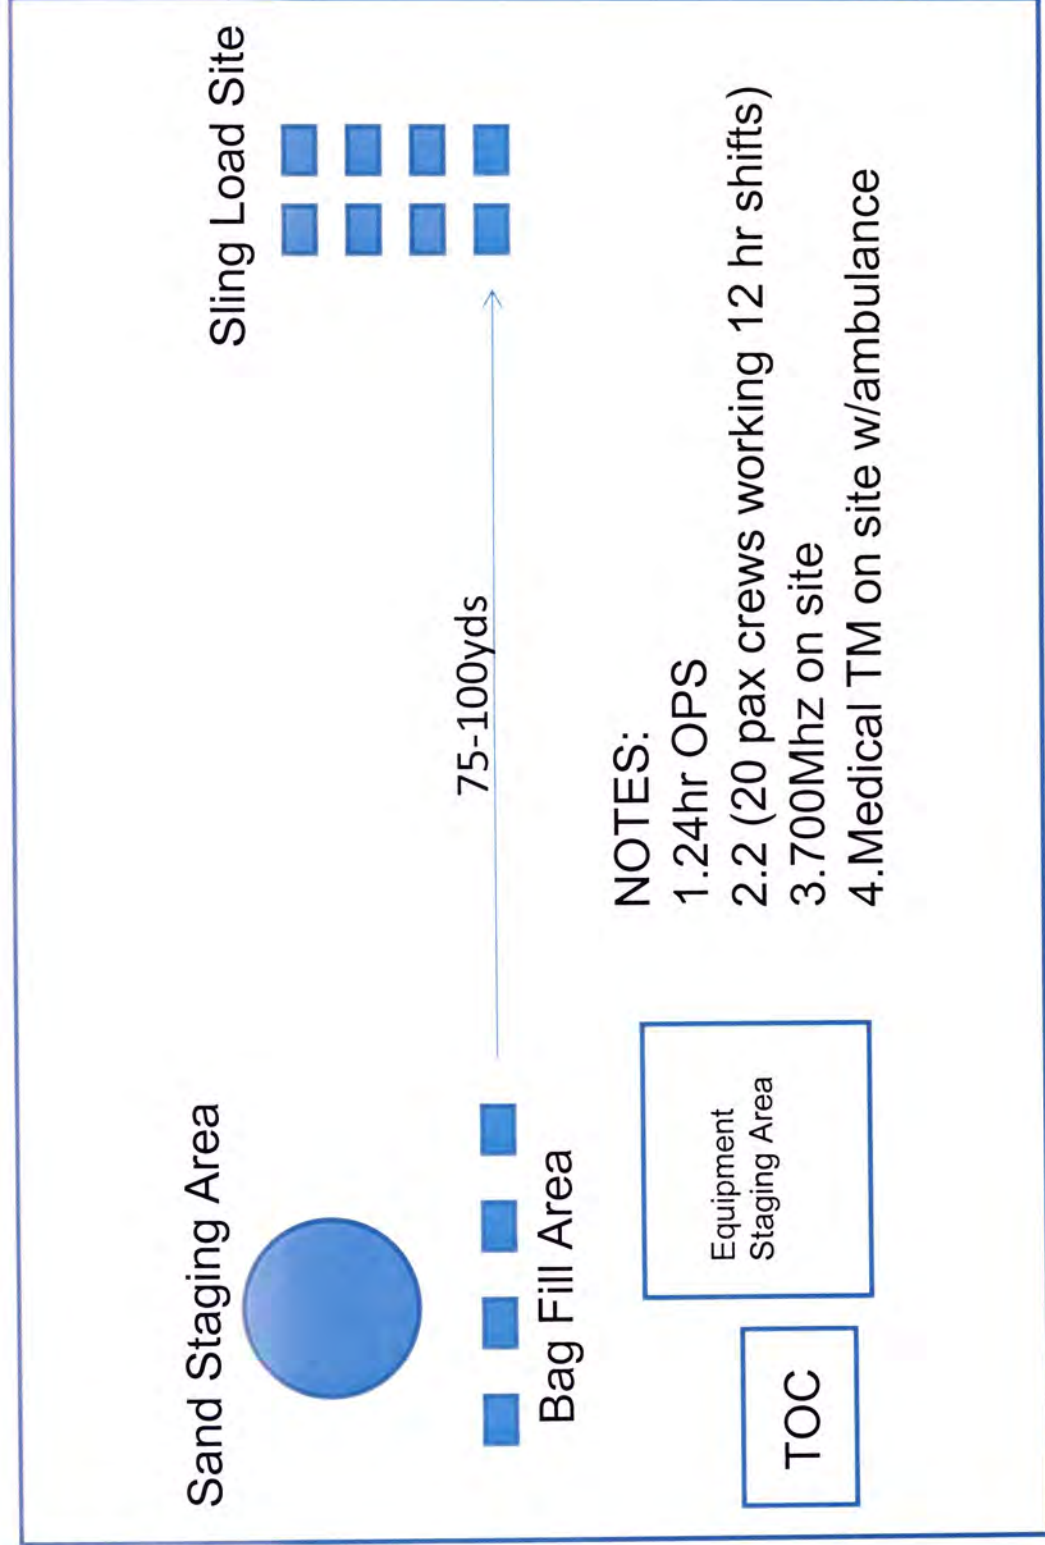 Sand Staging Area
Sling Load Site
75-100yds
Bag Fill Area
NOTES:
1.24hr OPS
2.2 (20 pax crews working 12 hr shifts)
3.700Mhz on site
4.Medical TM on site w/ambulance
Equipment
Staging Area
TOC